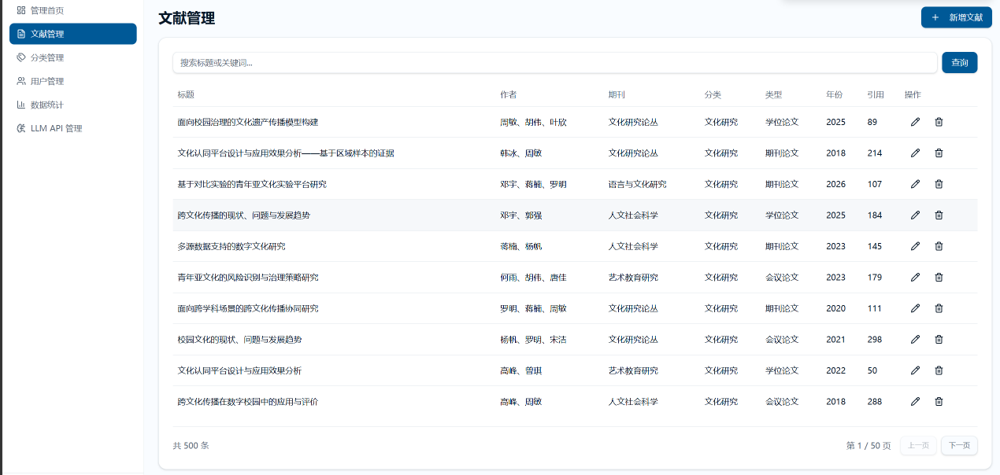 管理首页
文献管理
分类管理
用户管理
数据统计
LLM API 管理
文献管理
+ 新增文献
搜索标题或关键词...
查询
标题 作者 期刊 分类 类型 年份 引用 操作
面向校园治理的文化遗产传播模型构建 周敏、胡伟、叶欣 文化研究论丛 文化研究 学位论文 2025 89
文化认同平台设计与应用效果分析——基于区域样本的证据 韩冰、周敏 文化研究论丛 文化研究 期刊论文 2018 214
基于对比实验的青年亚文化实验平台研究 邓宇、蒋楠、罗明 语言与文化研究 文化研究 期刊论文 2026 107
跨文化传播的现状、问题与发展趋势 邓宇、郭强 人文社会科学 文化研究 学位论文 2025 184
多源数据支持的数字文化研究 蒋楠、杨帆 人文社会科学 文化研究 期刊论文 2023 145
青年亚文化的风险识别与治理策略研究 何雨、胡伟、唐佳 艺术教育研究 文化研究 会议论文 2023 179
面向跨学科场景的跨文化传播协同研究 罗明、蒋楠、周敏 文化研究论丛 文化研究 期刊论文 2020 111
校园文化的现状、问题与发展趋势 杨帆、罗明、宋洁 文化研究论丛 文化研究 会议论文 2021 298
文化认同平台设计与应用效果分析 高峰、曾琪 艺术教育研究 文化研究 学位论文 2022 50
跨文化传播在数字校园中的应用与评价 高峰、周敏 人文社会科学 文化研究 会议论文 2018 288
共 500 条 第 1 / 50 页 上一页 下一页